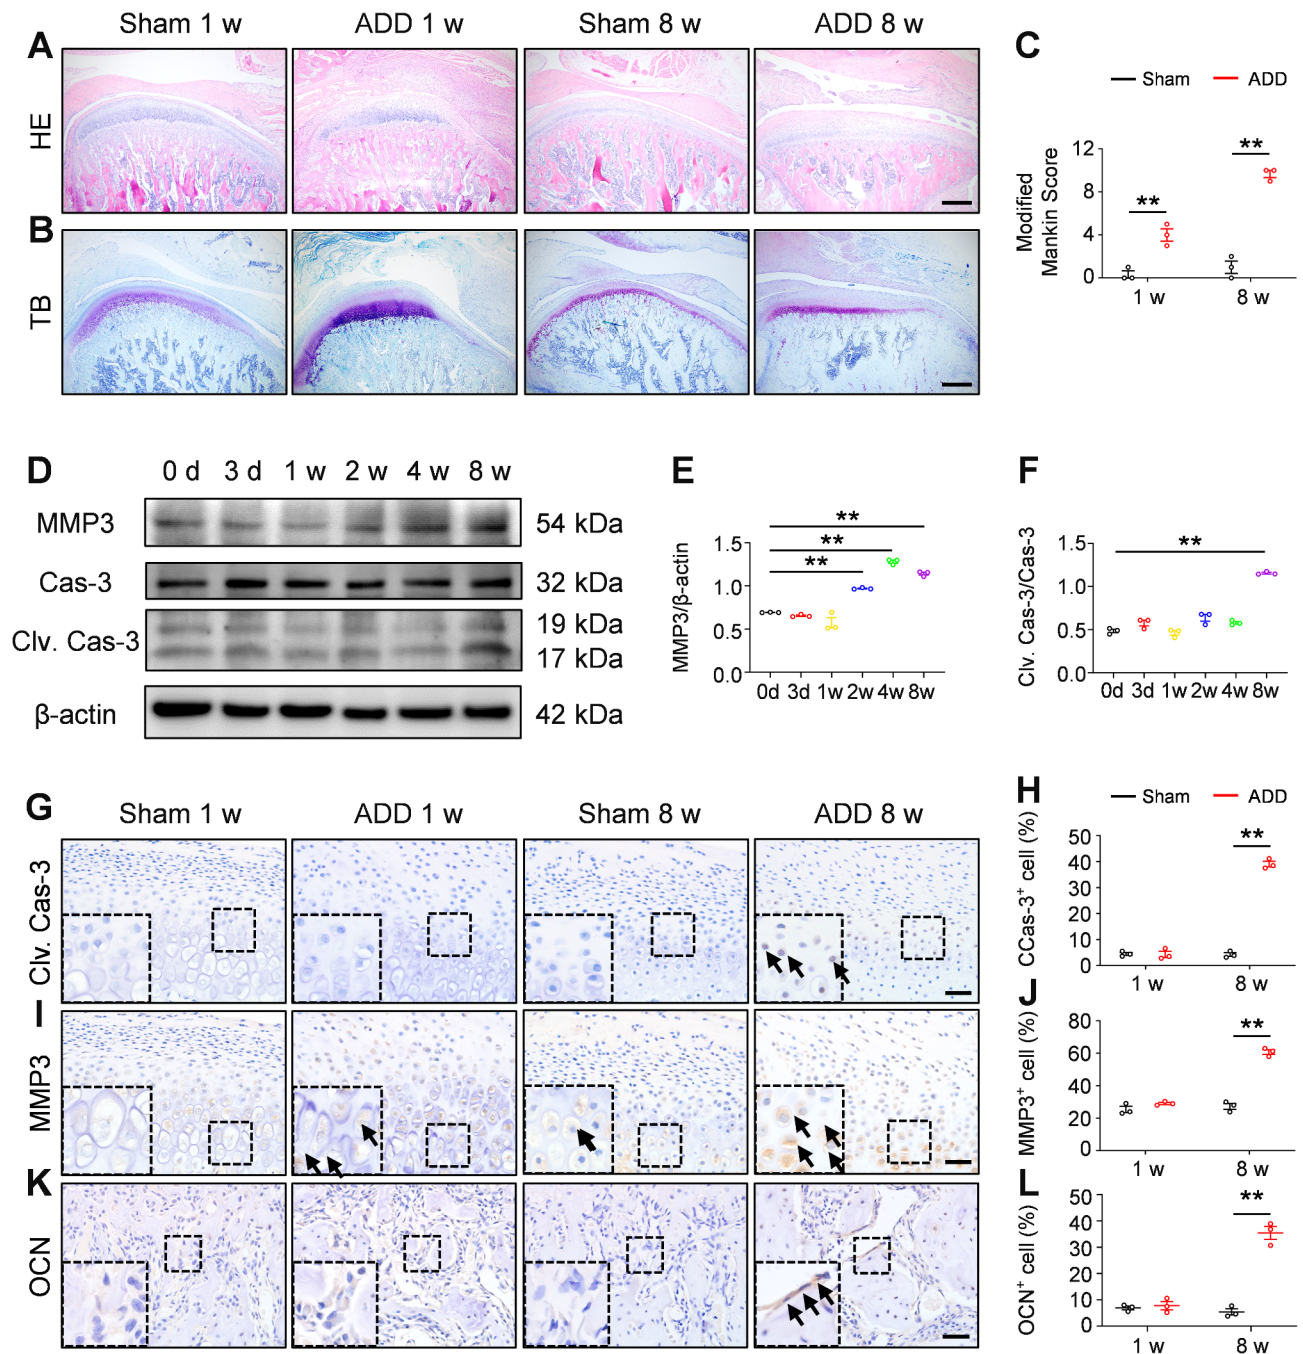 Sham 1 w ADD 1 w Sham 8 w ADD 8 w
A
HE
B
TB
C
Sham ADD
Modified
Mankin Score
12
8
4
0
** **
1 w 8 w
D
0 d 3 d 1 w 2 w 4 w 8 w
MMP3 54 kDa
Cas-3 32 kDa
Clv. Cas-3 19 kDa
17 kDa
β-actin 42 kDa
E
MMP3/β-actin
1.5
1.0
0.5
0.0
**
**
**
0d 3d 1w 2w 4w 8w
F
Clv. Cas-3/Cas-3
1.5
1.0
0.5
0.0
**
0d 3d 1w 2w 4w 8w
G
Sham 1 w ADD 1 w Sham 8 w ADD 8 w
Clv. Cas-3
H
Sham ADD
CCas-3⁺ cell (%)
50
40
30
20
10
0
**
1 w 8 w
I
MMP3
J
MMP3⁺ cell (%)
80
60
40
20
0
**
1 w 8 w
K
OCN
L
OCN⁺ cell (%)
50
40
30
20
10
0
**
1 w 8 w